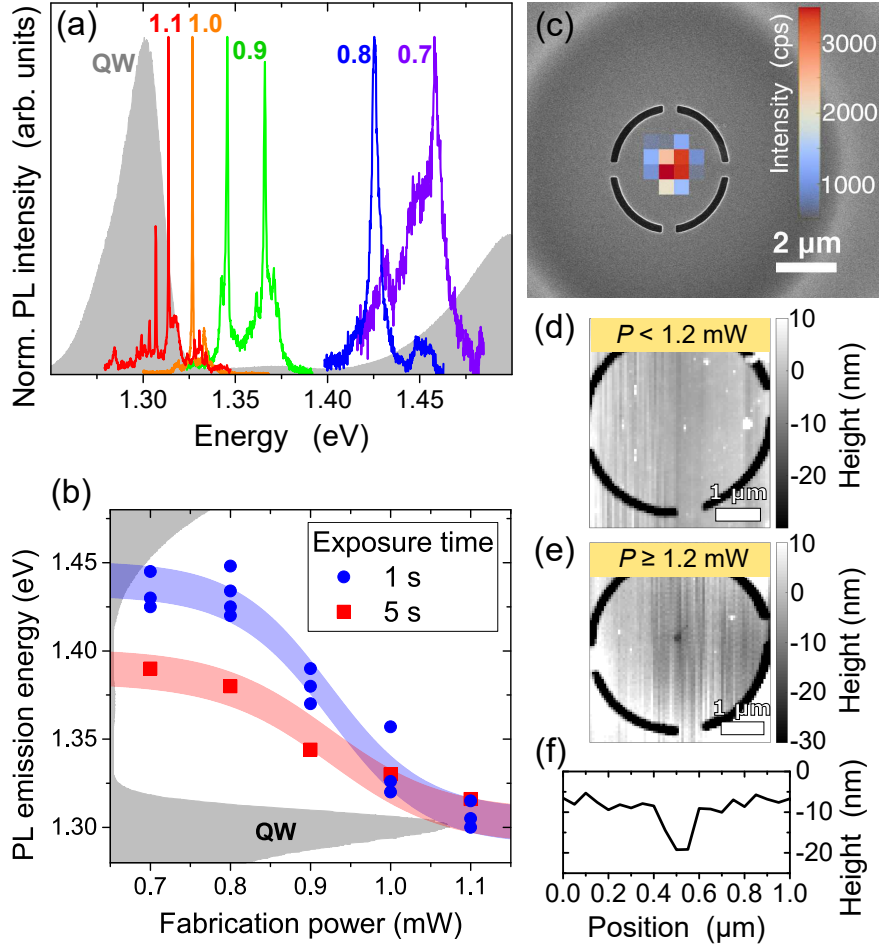 (a)
QW
1.1
1.0
0.9
0.8
0.7
Norm. PL intensity (arb. units)
1.30
1.35
1.40
1.45
Energy (eV)
(b)
PL emission energy (eV)
1.45
1.40
1.35
1.30
Exposure time
1 s
5 s
QW
0.7
0.8
0.9
1.0
1.1
Fabrication power (mW)
(c)
Intensity (cps)
3000
2000
1000
2 µm
(d)
P < 1.2 mW
1 µm
10
0
-10
-20
Height (nm)
(e)
P ≥ 1.2 mW
1 µm
10
0
-10
-20
-30
Height (nm)
(f)
0
-10
-20
Height (nm)
0.0
0.2
0.4
0.6
0.8
1.0
Position (µm)